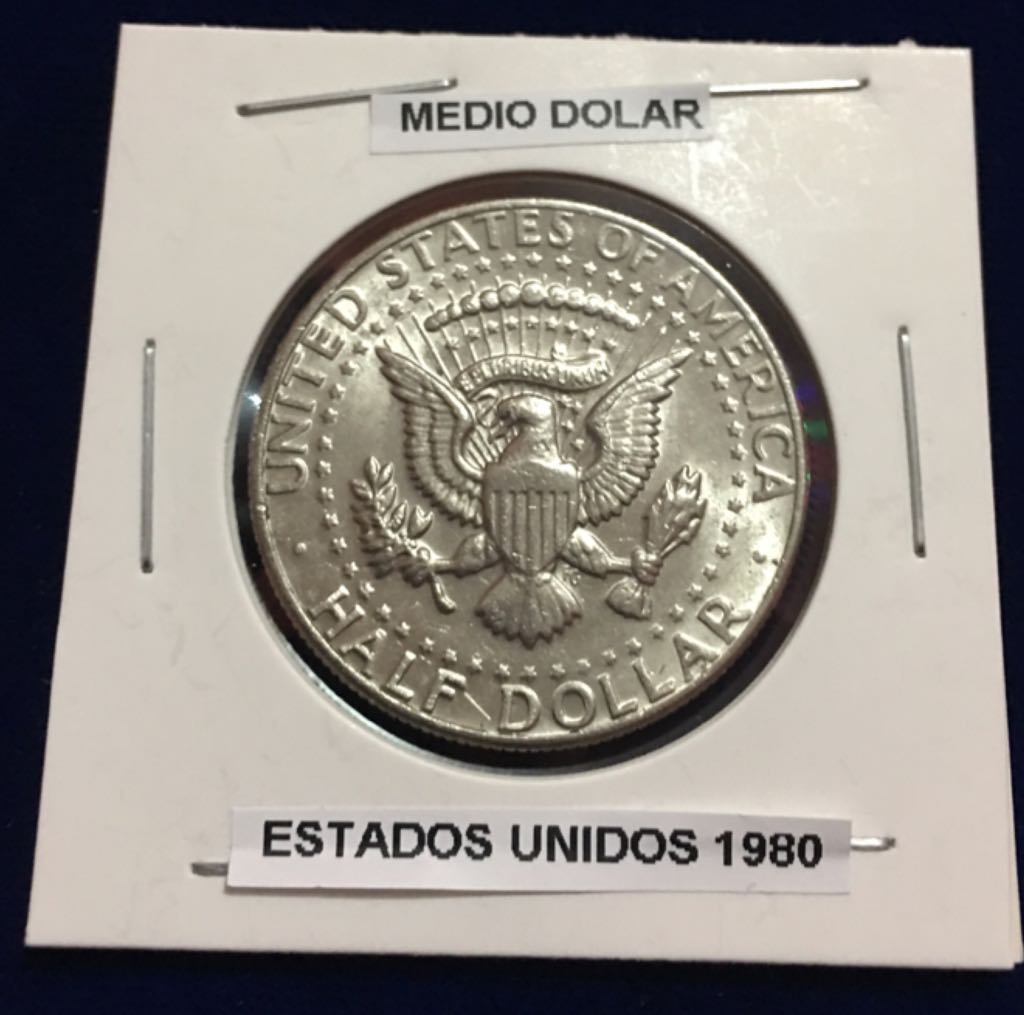 MEDIO DOLAR
UNITED STATES OF AMERICA
E PLURIBUS UNUM
HALF DOLLAR
ESTADOS UNIDOS 1980